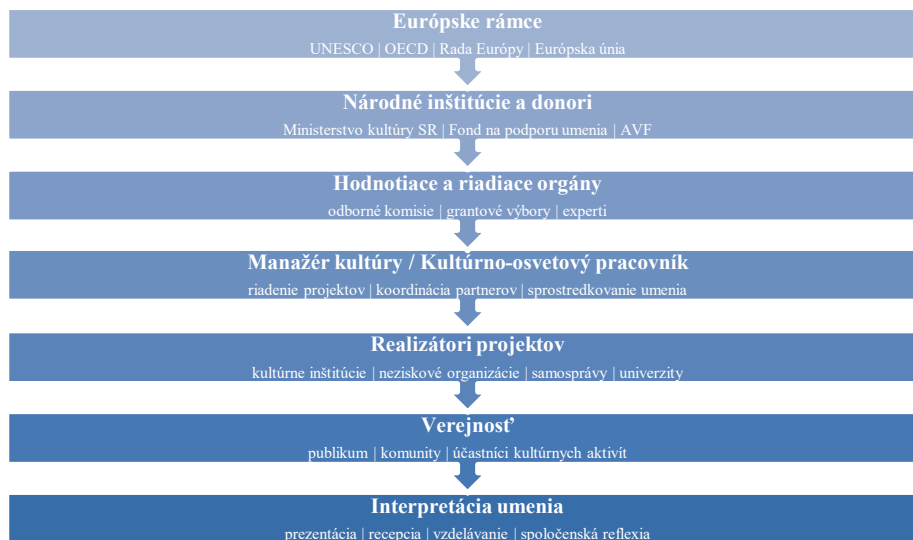 Európske rámce
UNESCO | OECD | Rada Európy | Európska únia
Národné inštitúcie a donori
Ministerstvo kultúry SR | Fond na podporu umenia | AVF
Hodnotiace a riadiace orgány
odborné komisie | grantové výbory | experti
Manažér kultúry / Kultúrno-osvetový pracovník
riadenie projektov | koordinácia partnerov | sprostredkovanie umenia
Realizátori projektov
kultúrne inštitúcie | neziskové organizácie | samosprávy | univerzity
Verejnosť
publikum | komunity | účastníci kultúrnych aktivít
Interpretácia umenia
prezentácia | recepcia | vzdelávanie | spoločenská reflexia